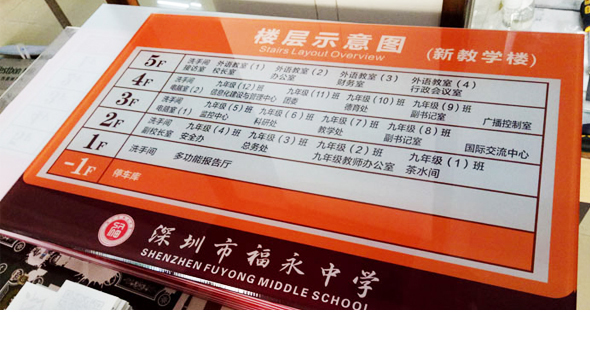 楼层示意图
Stairs Layout Overview
(新教学楼)
5F 洗手间 外语教室(1) 外语教室(2) 外语教室(3) 外语教室(4)
校长室 办公室 财务室 行政会议室
4F 洗手间 九年级(12)班 九年级(11)班 九年级(10)班 九年级(9)班
电脑室(2) 信息化建设与管理中心 团委 德育处 副书记室 广播控制室
3F 洗手间 九年级(5)班 九年级(6)班 九年级(7)班 九年级(8)班
电脑室(1) 监控中心 科研处 教学处 副书记室 国际交流中心
2F 洗手间 九年级(4)班 九年级(3)班 九年级(2)班 九年级(1)班
副校长室 安全办 总务处 九年级教师办公室 茶水间
1F 洗手间 多功能报告厅
-1F 停车库
深圳市福永中学
SHENZHEN FUYONG MIDDLE SCHOOL